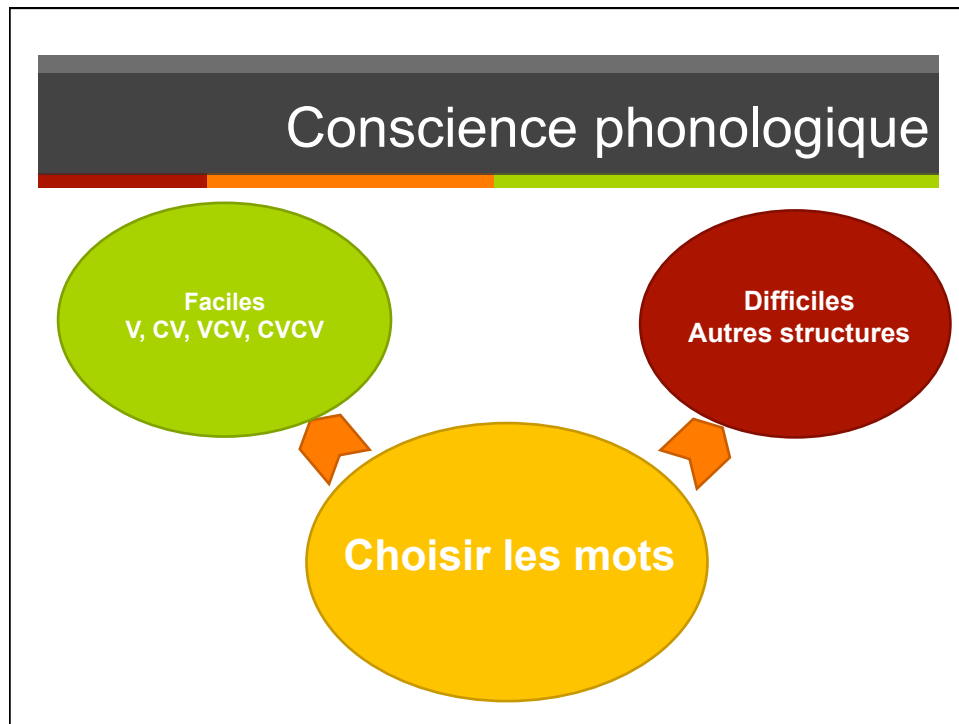 Conscience phonologique
Faciles
V, CV, VCV, CVCV
Difficiles
Autres structures
Choisir les mots